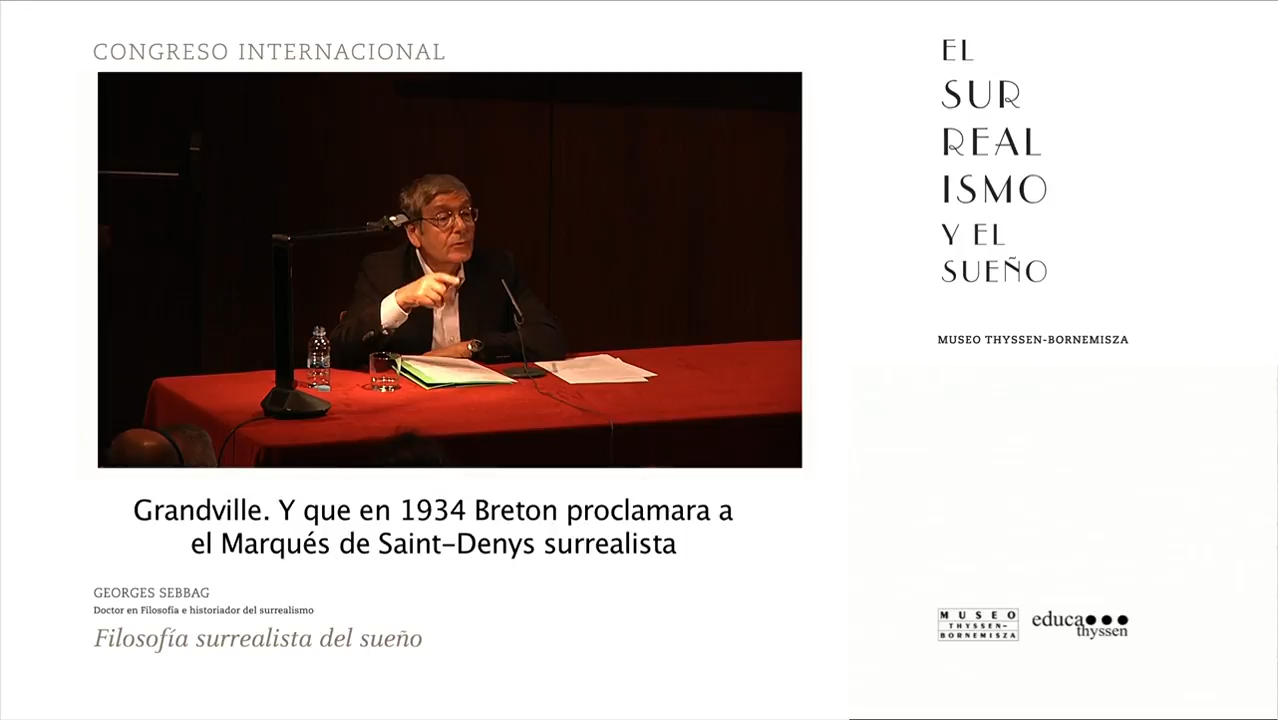 CONGRESO INTERNACIONAL
Grandville. Y que en 1934 Breton proclamara a
el Marqués de Saint-Denys surrealista
GEORGES SEBBAG
Doctor en Filosofía e historiador del surrealismo
Filosofía surrealista del sueño
EL
SUR
REAL
ISMO
Y EL
SUEÑO
MUSEO THYSSEN-BORNEMISZA
MUSEO
THYSSEN-
BORNEMISZA
educa
thyssen